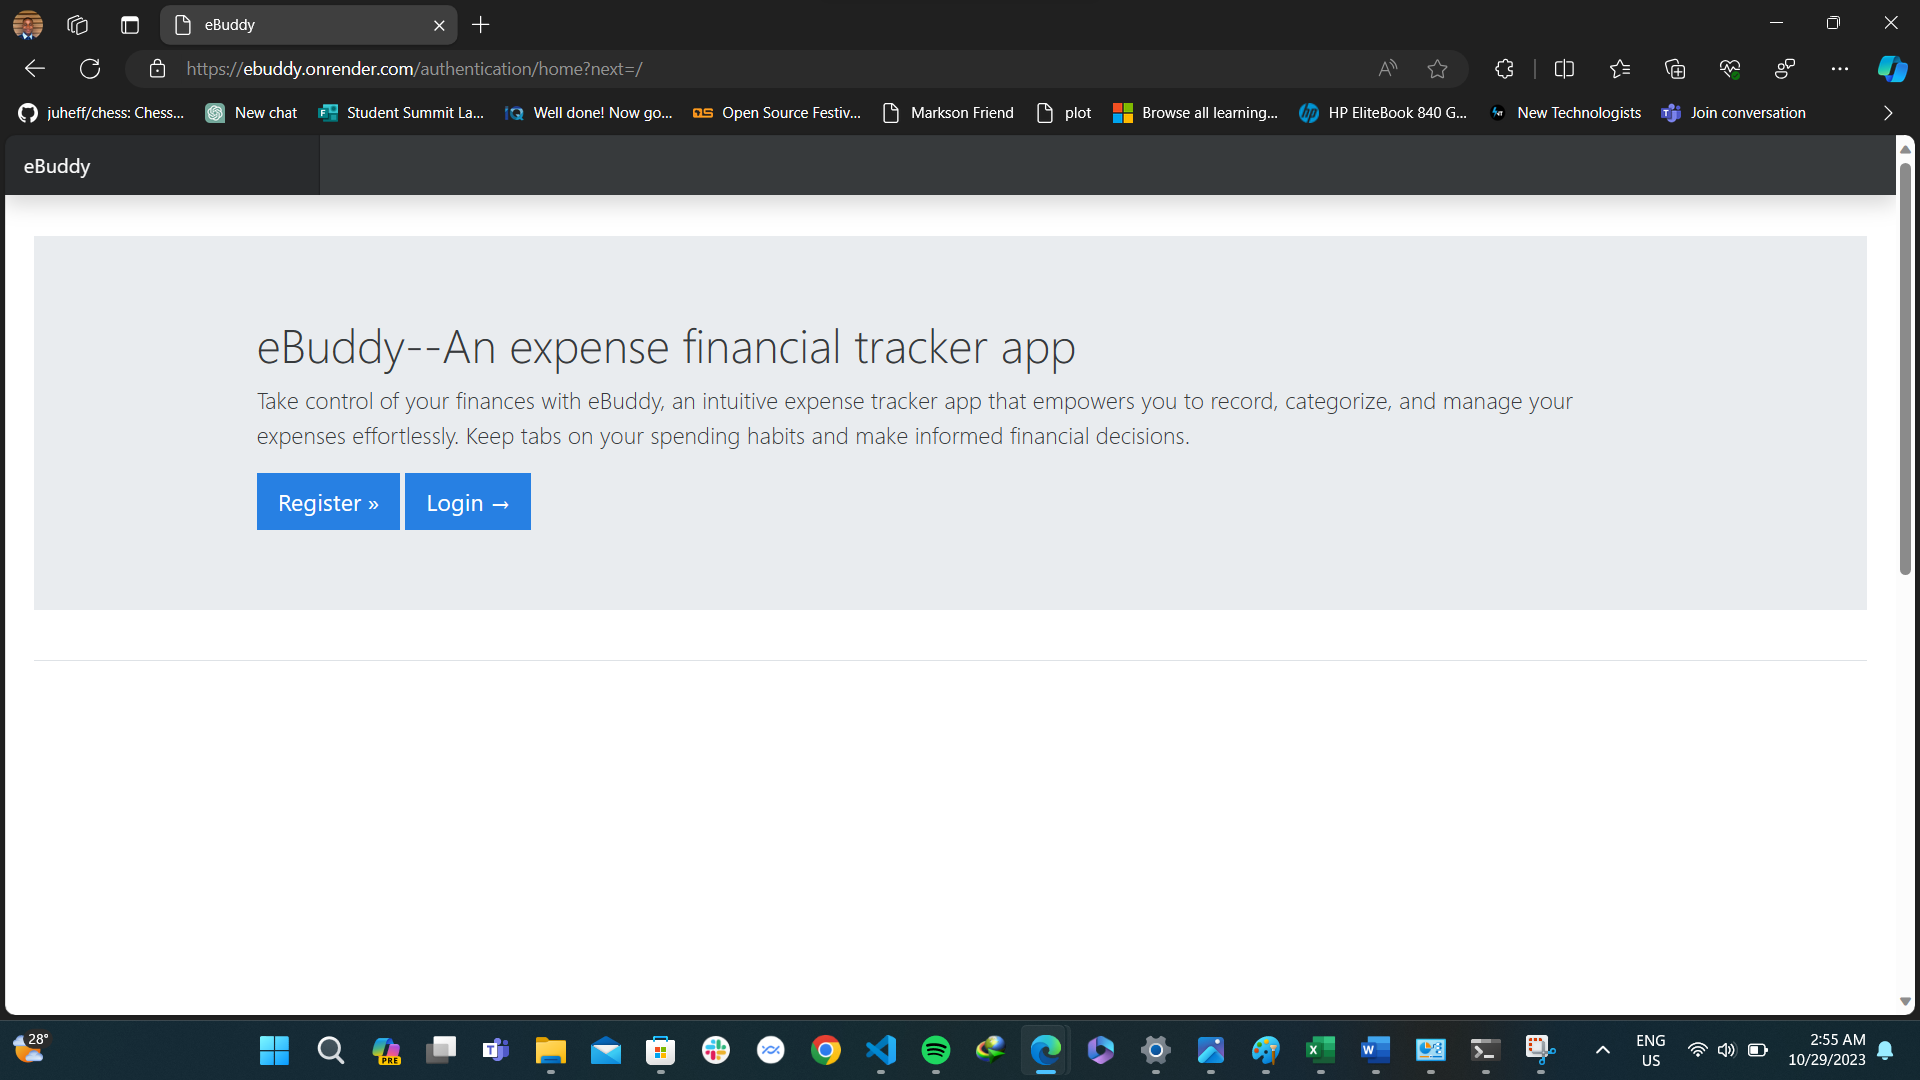 eBuddy
https://ebuddy.onrender.com/authentication/home?next=/
juheff/chess: Chess...
New chat
Student Summit La...
Well done! Now go...
Open Source Festiv...
Markson Friend
plot
Browse all learning...
HP EliteBook 840 G...
New Technologists
Join conversation
eBuddy
eBuddy--An expense financial tracker app
Take control of your finances with eBuddy, an intuitive expense tracker app that empowers you to record, categorize, and manage your
expenses effortlessly. Keep tabs on your spending habits and make informed financial decisions.
Register »
Login →
28°
PRE
ENG
US
2:55 AM
10/29/2023